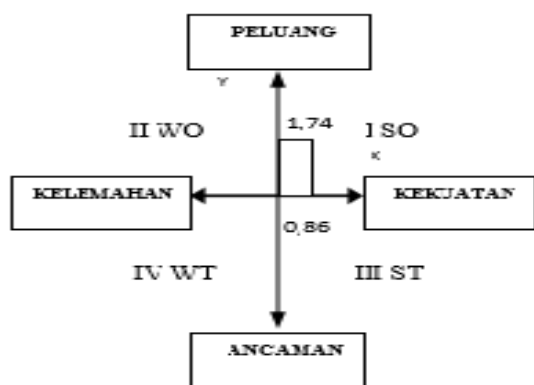 PELUANG
Y
II WO
1,74
I SO
X
KELEMAHAN
KEKUATAN
0,86
IV WT
III ST
ANCAMAN